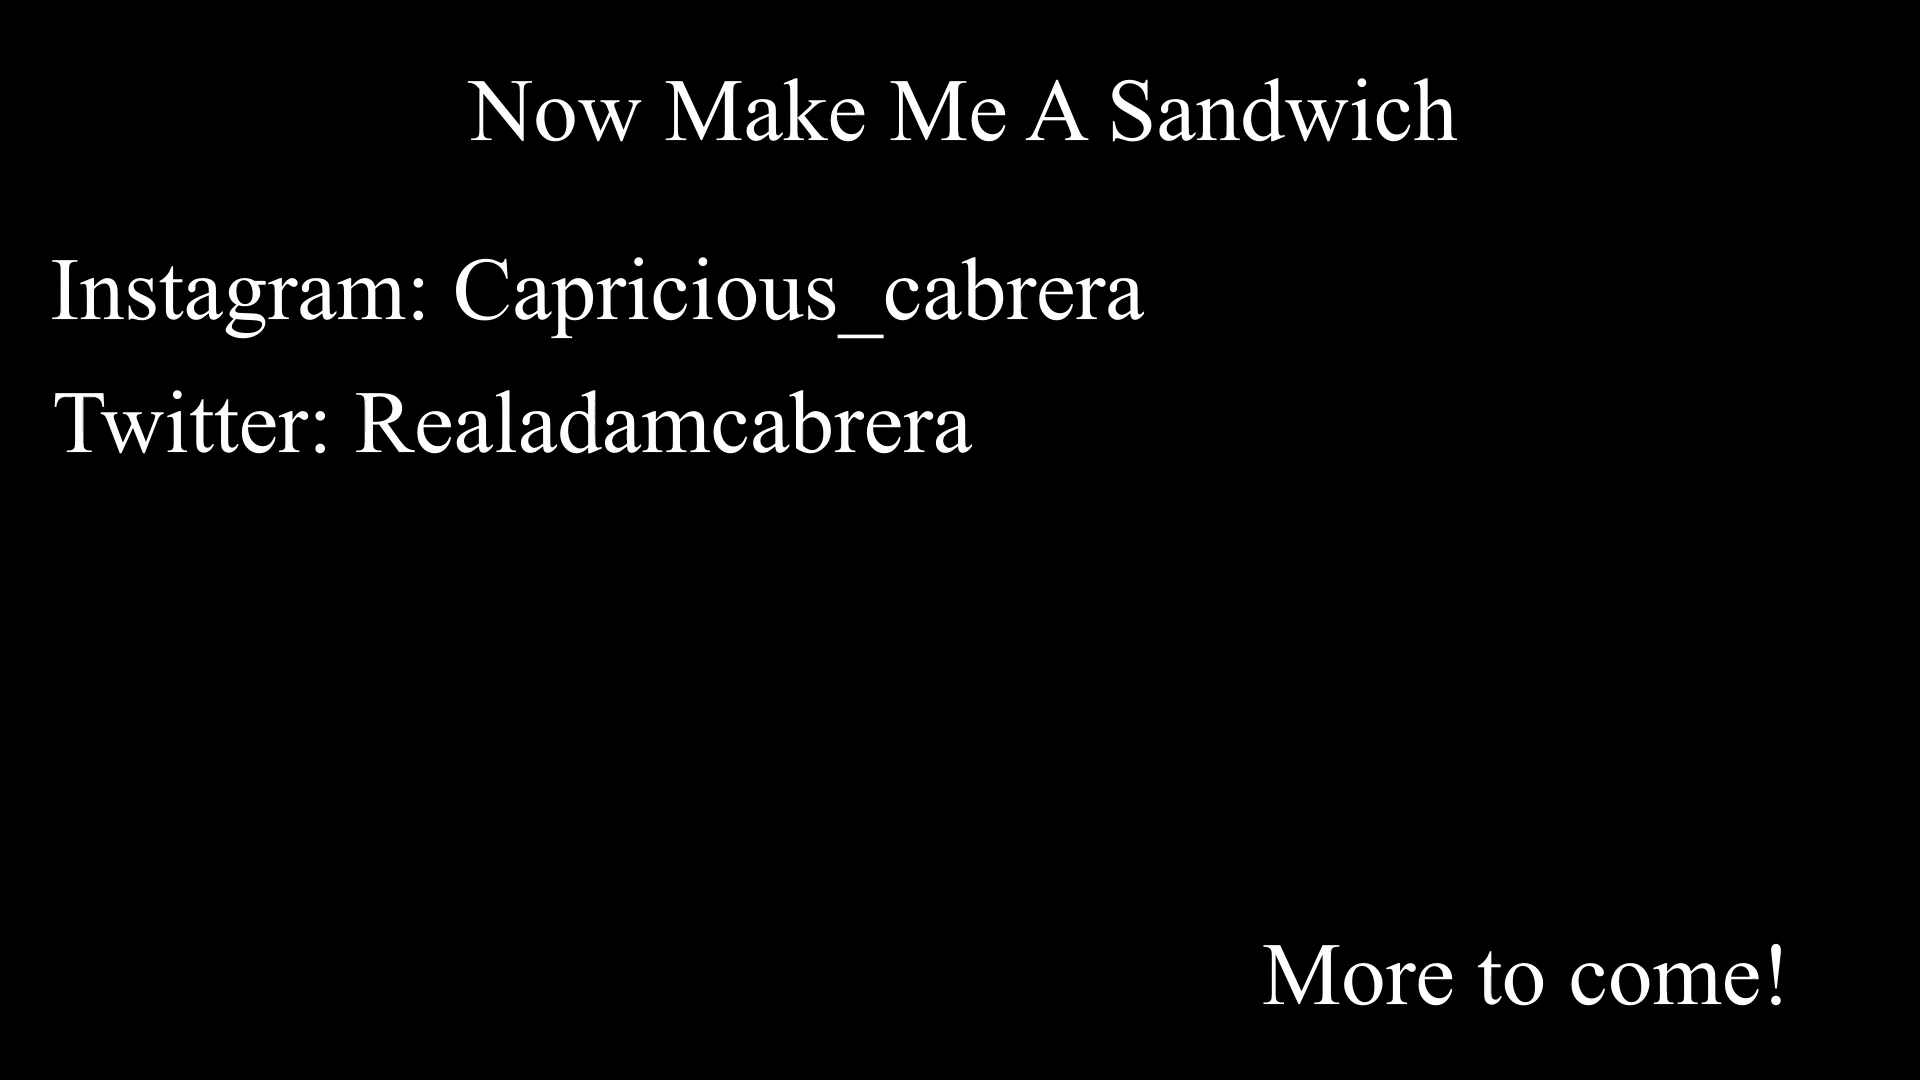 Now Make Me A Sandwich
Instagram: Capricious_cabrera
Twitter: Realadamcabrera
More to come!